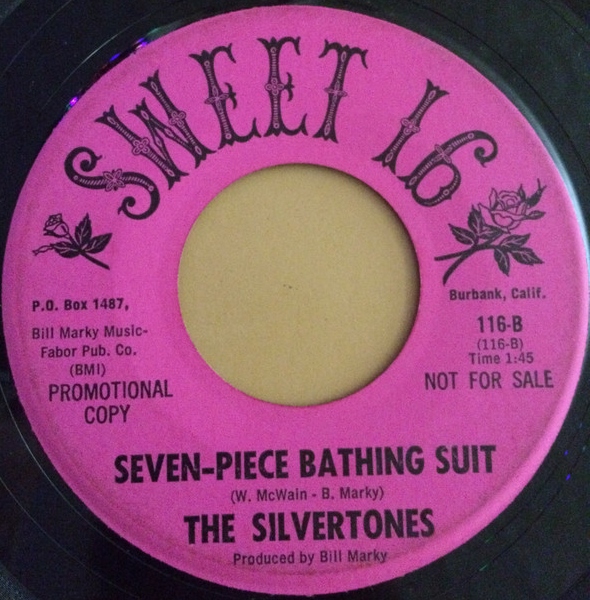 SWEET 16
P.O. Box 1487,
Bill Marky Music-
Fabor Pub. Co.
(BMI)
PROMOTIONAL
COPY
Burbank, Calif.
116-B
(116-B)
Time 1:45
NOT FOR SALE
SEVEN-PIECE BATHING SUIT
(W. McWain - B. Marky)
THE SILVERTONES
Produced by Bill Marky